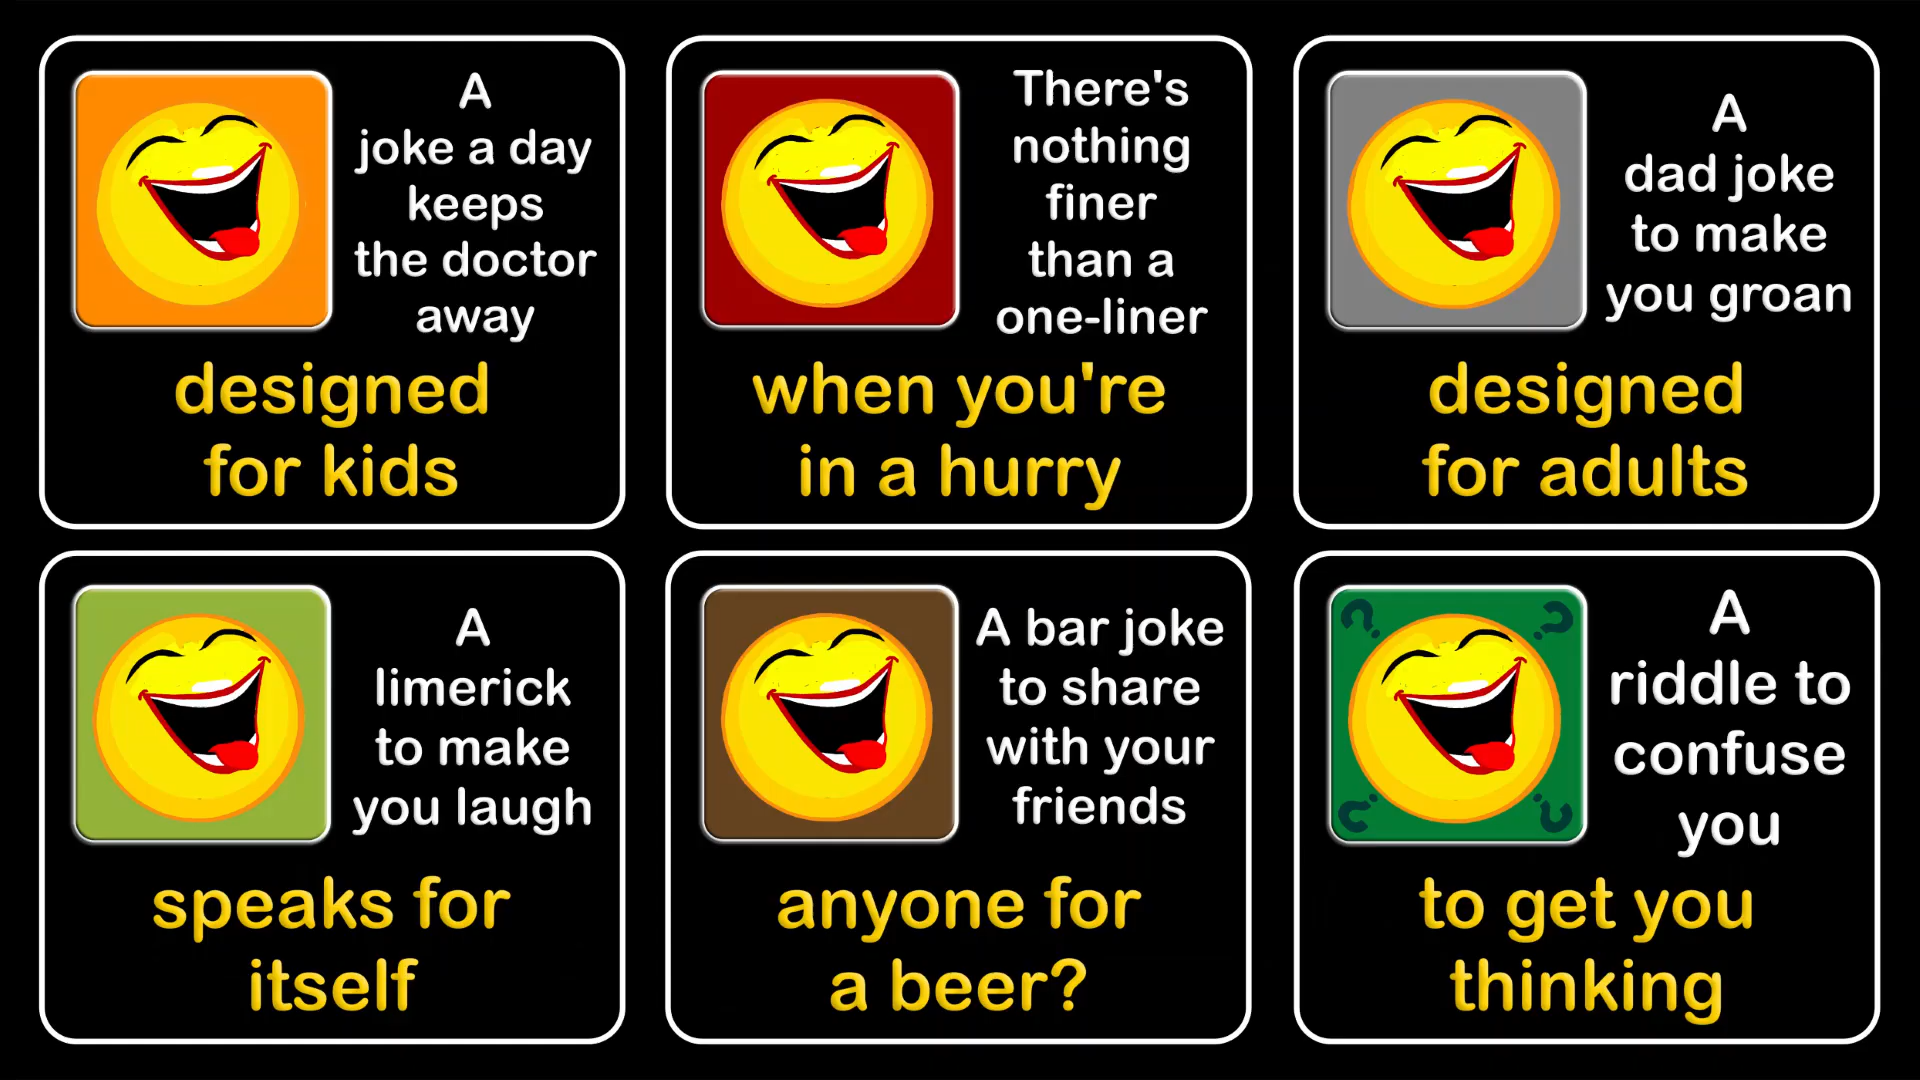 A
joke a day
keeps
the doctor
away
designed
for kids
There's
nothing
finer
than a
one-liner
when you're
in a hurry
A
dad joke
to make
you groan
designed
for adults
A
limerick
to make
you laugh
speaks for
itself
A bar joke
to share
with your
friends
anyone for
a beer?
? ?
? ?
A
riddle to
confuse
you
to get you
thinking